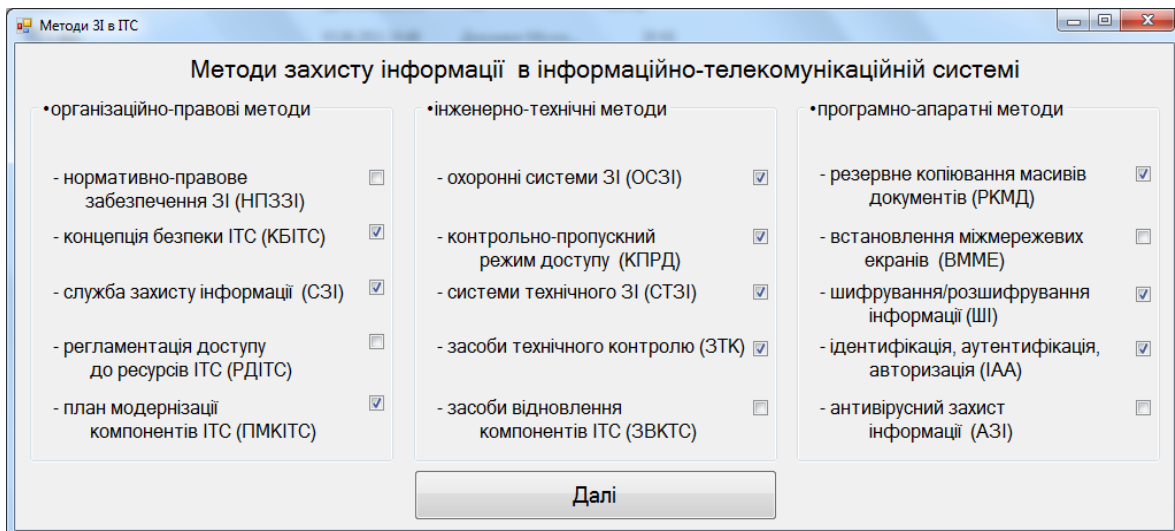 Методи ЗІ в ІТС
Методи захисту інформації в інформаційно-телекомунікаційній системі
•організаційно-правові методи
- нормативно-правове
забезпечення ЗІ (НПЗЗІ)
- концепція безпеки ІТС (КБІТС)
- служба захисту інформації (СЗІ)
- регламентація доступу
до ресурсів ІТС (РДІТС)
- план модернізації
компонентів ІТС (ПМКІТС)
•інженерно-технічні методи
- охоронні системи ЗІ (ОСЗІ)
- контрольно-пропускний
режим доступу (КПРД)
- системи технічного ЗІ (СТЗІ)
- засоби технічного контролю (ЗТК)
- засоби відновлення
компонентів ІТС (ЗВКТС)
•програмно-апаратні методи
- резервне копіювання масивів
документів (РКМД)
- встановлення міжмережевих
екранів (ВММЕ)
- шифрування/розшифрування
інформації (ШІ)
- ідентифікація, аутентифікація,
авторизація (ІАА)
- антивірусний захист
інформації (АЗІ)
Далі